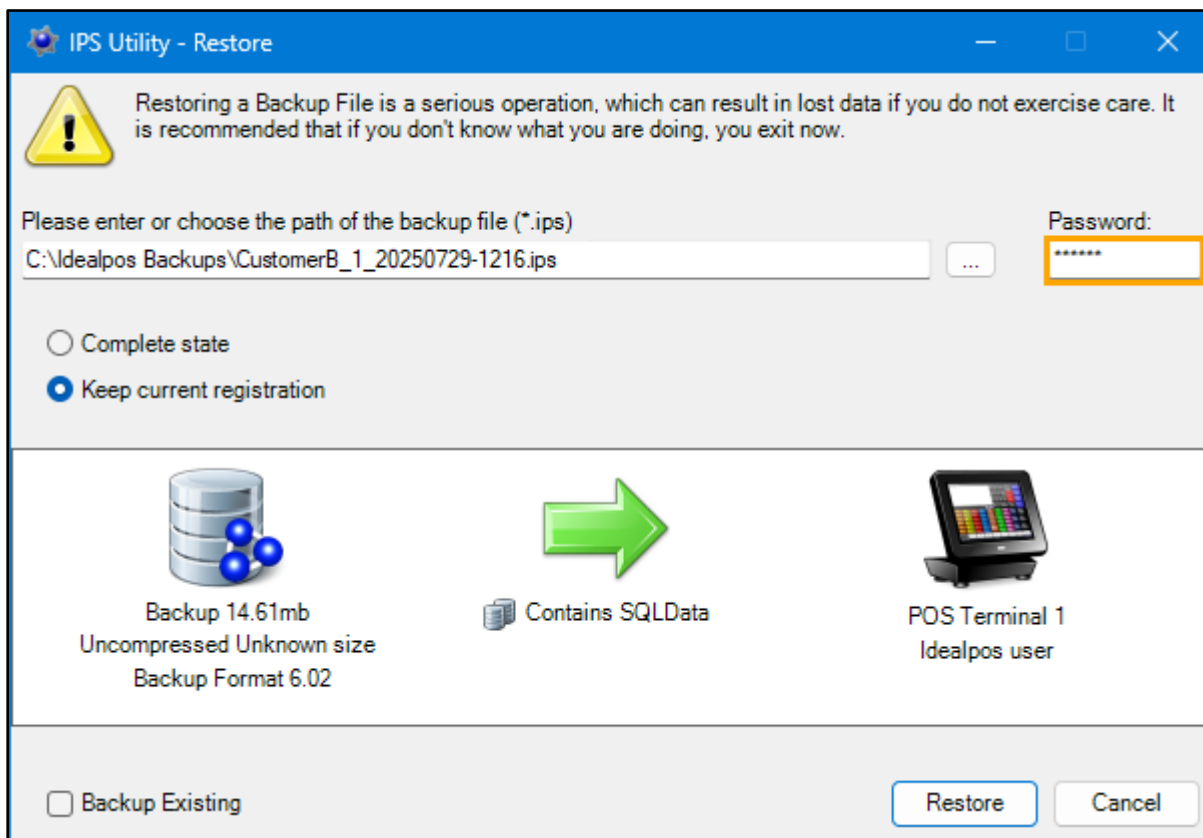 IPS Utility - Restore
Restoring a Backup File is a serious operation, which can result in lost data if you do not exercise care. It
is recommended that if you don't know what you are doing, you exit now.
Please enter or choose the path of the backup file (*.ips)
Password:
C:\Idealpos Backups\CustomerB_1_20250729-1216.ips
...
******
Complete state
Keep current registration
Backup 14.61mb
Uncompressed Unknown size
Backup Format 6.02
Contains SQLData
POS Terminal 1
Idealpos user
Backup Existing
Restore
Cancel